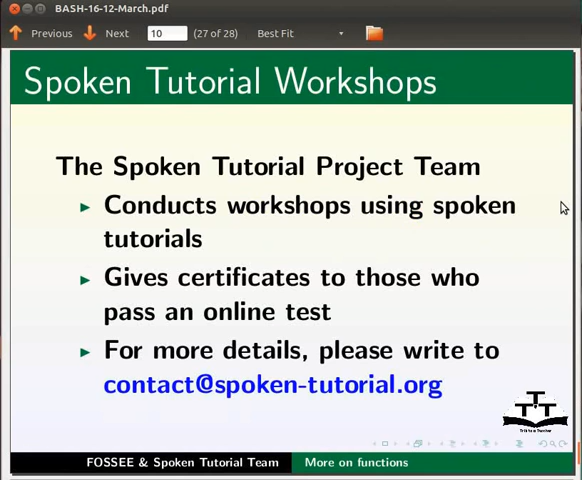 BASH-16-12-March.pdf
Previous Next 10 (27 of 28) Best Fit
Spoken Tutorial Workshops
The Spoken Tutorial Project Team
Conducts workshops using spoken
tutorials
Gives certificates to those who
pass an online test
For more details, please write to
contact@spoken-tutorial.org
FOSSEE & Spoken Tutorial Team More on functions